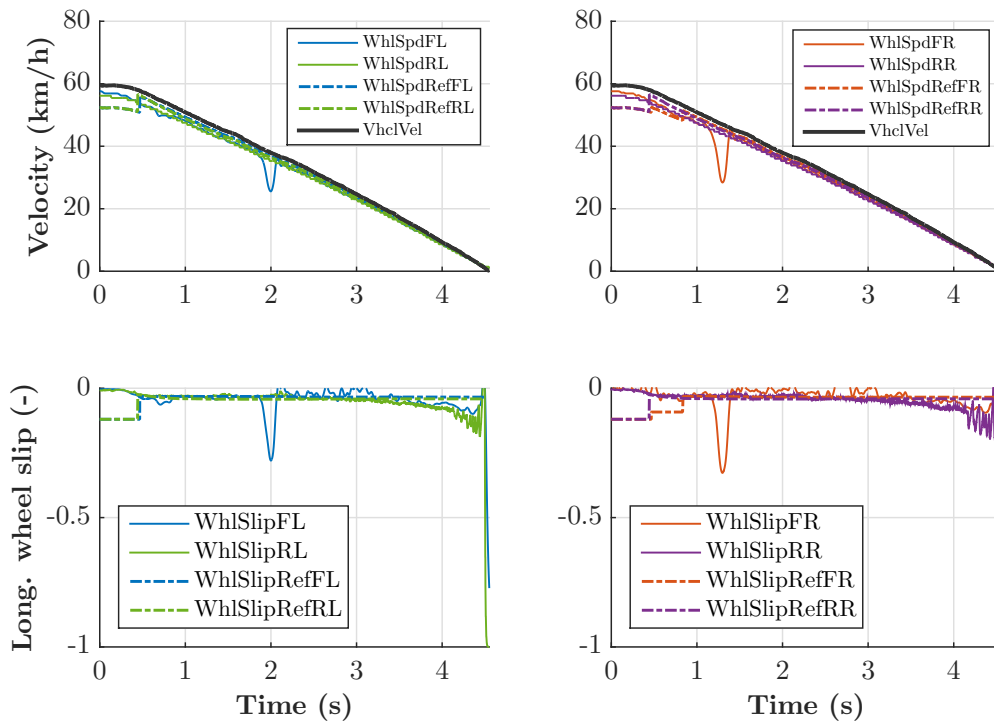 80
60
40
20
0
0
1
2
3
4
Velocity (km/h)
WhlSpdFL
WhlSpdRL
WhlSpdRefFL
WhlSpdRefRL
VhclVel
80
60
40
20
0
0
1
2
3
4
WhlSpdFR
WhlSpdRR
WhlSpdRefFR
WhlSpdRefRR
VhclVel
0
-0.5
-1
0
1
2
3
4
Long. wheel slip (-)
Time (s)
WhlSlipFL
WhlSlipRL
WhlSlipRefFL
WhlSlipRefRL
0
-0.5
-1
0
1
2
3
4
Time (s)
WhlSlipFR
WhlSlipRR
WhlSlipRefFR
WhlSlipRefRR